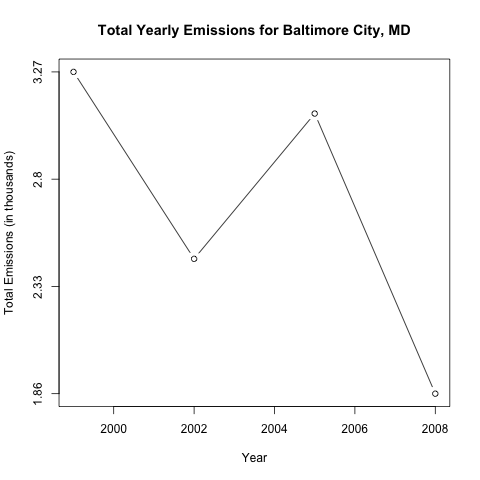 Total Yearly Emissions for Baltimore City, MD
Total Emissions (in thousands)
3.27
2.8
2.33
1.86
2000 2002 2004 2006 2008
Year